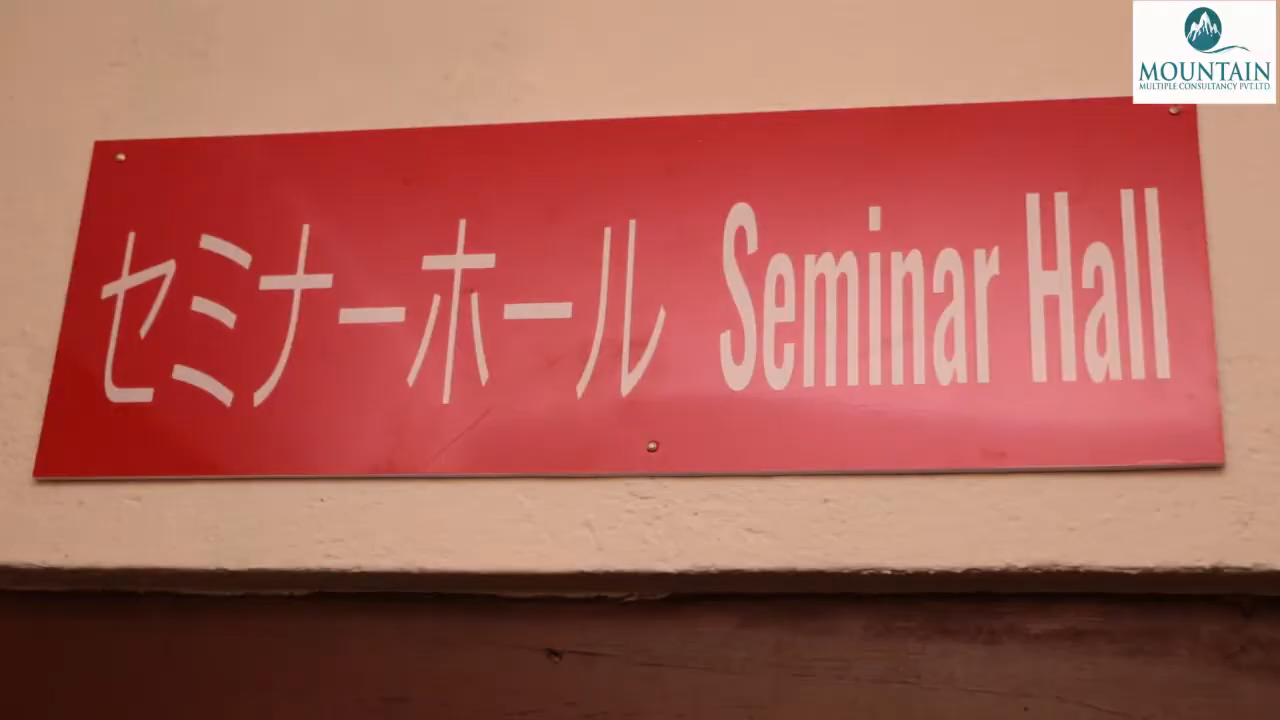 MOUNTAIN
MULTIPLE CONSULTANCY PVT.LTD
セミナーホール Seminar Hall